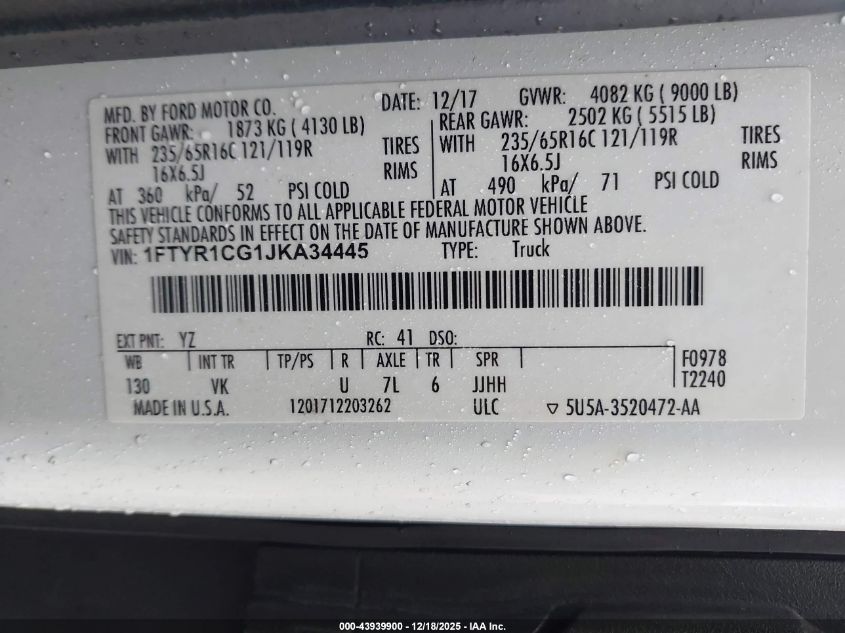 MFD. BY FORD MOTOR CO. DATE: 12/17 GVWR: 4082 KG ( 9000 LB)
FRONT GAWR: 1873 KG ( 4130 LB) REAR GAWR: 2502 KG ( 5515 LB)
WITH 235/65R16C 121/119R TIRES WITH 235/65R16C 121/119R TIRES
16X6.5J RIMS 16X6.5J RIMS
AT 360 kPa/ 52 PSI COLD AT 490 kPa/ 71 PSI COLD
THIS VEHICLE CONFORMS TO ALL APPLICABLE FEDERAL MOTOR VEHICLE
SAFETY STANDARDS IN EFFECT ON THE DATE OF MANUFACTURE SHOWN ABOVE.
VIN: 1FTYR1CG1JKA34445 TYPE: Truck
EXT PNT: YZ RC: 41 DSO:
WB INT TR TP/PS R AXLE TR SPR F0978
130 VK U 7L 6 JJHH T2240
MADE IN U.S.A. 1201712203262 ULC 5U5A-3520472-AA
000-43939900 - 12/18/2025 - IAA Inc.